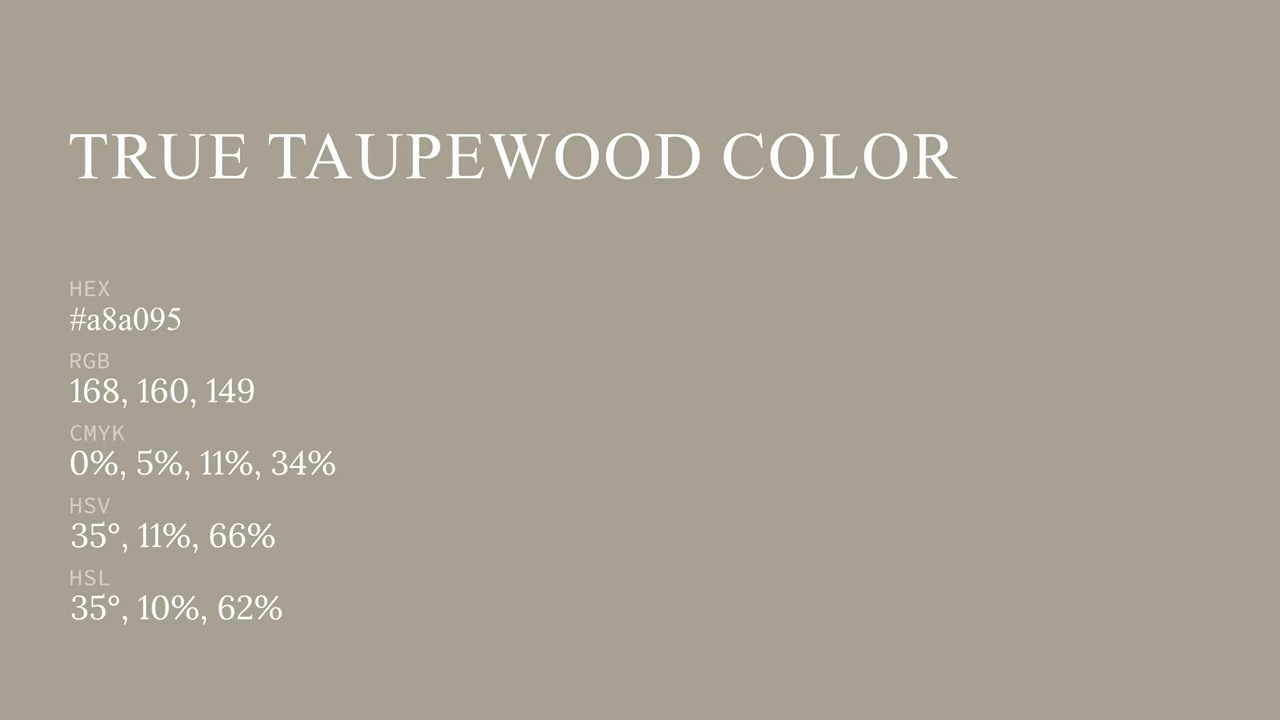 TRUE TAUPEWOOD COLOR
HEX
#a8a095
RGB
168, 160, 149
CMYK
0%, 5%, 11%, 34%
HSV
35°, 11%, 66%
HSL
35°, 10%, 62%